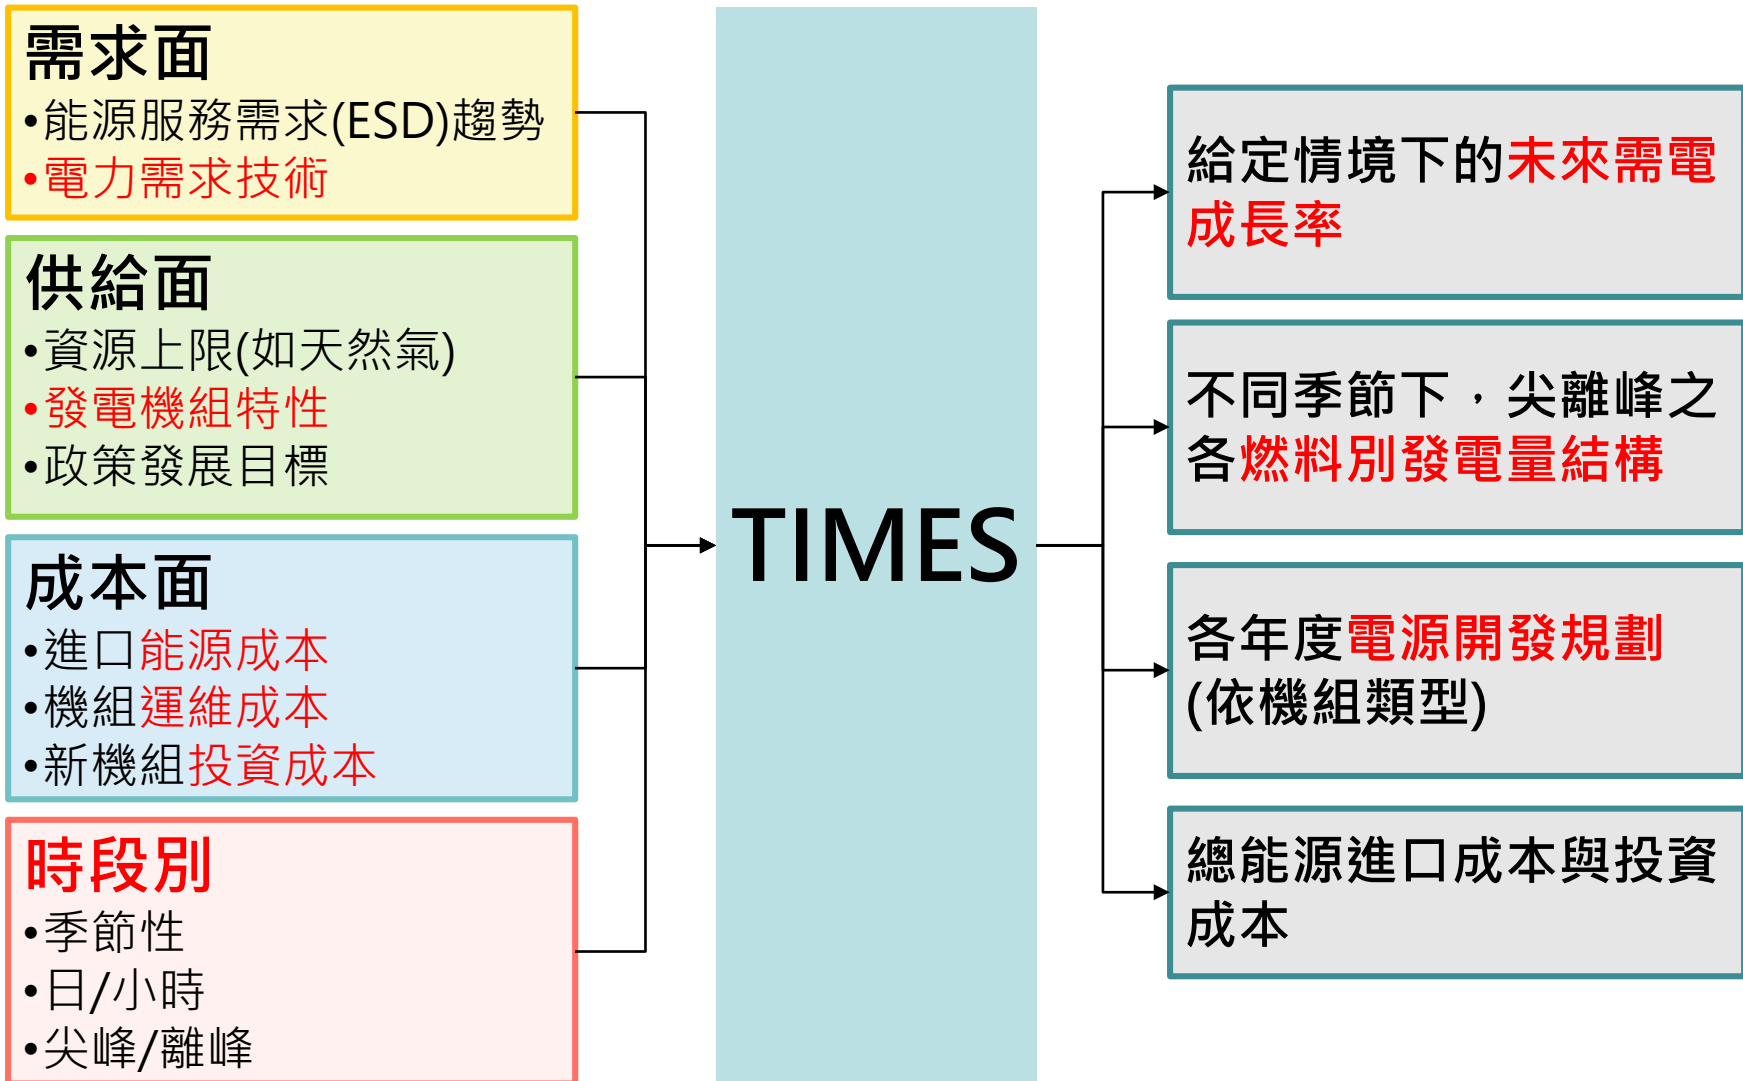 需求面
•能源服務需求(ESD)趨勢
•電力需求技術
供給面
•資源上限(如天然氣)
•發電機組特性
•政策發展目標
成本面
•進口能源成本
•機組運維成本
•新機組投資成本
時段別
•季節性
•日/小時
•尖峰/離峰
TIMES
給定情境下的未來需電
成長率
不同季節下，尖離峰之
各燃料別發電量結構
各年度電源開發規劃
(依機組類型)
總能源進口成本與投資
成本